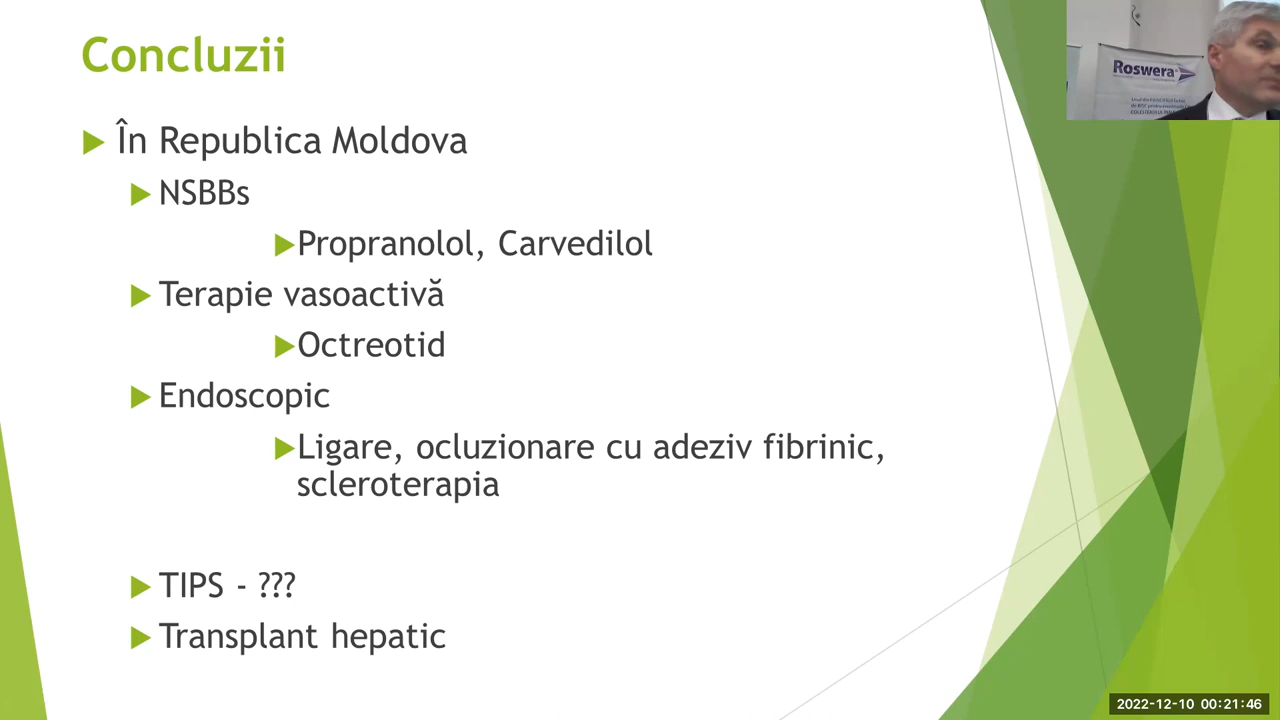 Concluzii
În Republica Moldova
NSBBs
Propranolol, Carvedilol
Terapie vasoactivă
Octreotid
Endoscopic
Ligare, ocluzionare cu adeziv fibrinic,
scleroterapia
TIPS - ???
Transplant hepatic
Roswera
2022-12-10 00:21:46